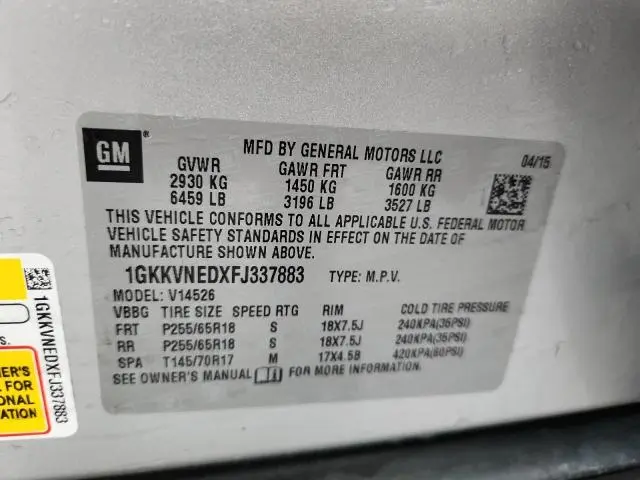 GM
MFD BY GENERAL MOTORS LLC
04/15
GVWR GAWR FRT GAWR RR
2930 KG 1450 KG 1600 KG
6459 LB 3196 LB 3527 LB
THIS VEHICLE CONFORMS TO ALL APPLICABLE U.S. FEDERAL MOTOR
VEHICLE SAFETY STANDARDS IN EFFECT ON THE DATE OF
MANUFACTURE SHOWN ABOVE.
1GKKVNEDXFJ337883 TYPE: M.P.V.
MODEL: V14526
VBBG TIRE SIZE SPEED RTG RIM COLD TIRE PRESSURE
FRT P255/65R18 S 18X7.5J 240KPA(35PSI)
RR P255/65R18 S 18X7.5J 240KPA(35PSI)
SPA T145/70R17 M 17X4.5B 420KPA(60PSI)
SEE OWNER'S MANUAL FOR MORE INFORMATION.
1GKKVNEDXFJ337883
S.
ER'S
FOR
ONAL
ATION